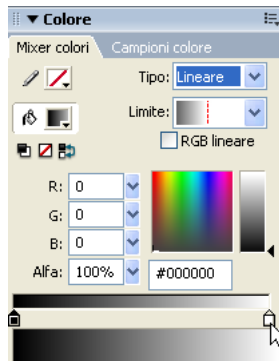 Colore
Mixer colori
Campioni colore
Tipo: Lineare
Limite:
RGB lineare
R: 0
G: 0
B: 0
Alfa: 100%
#000000